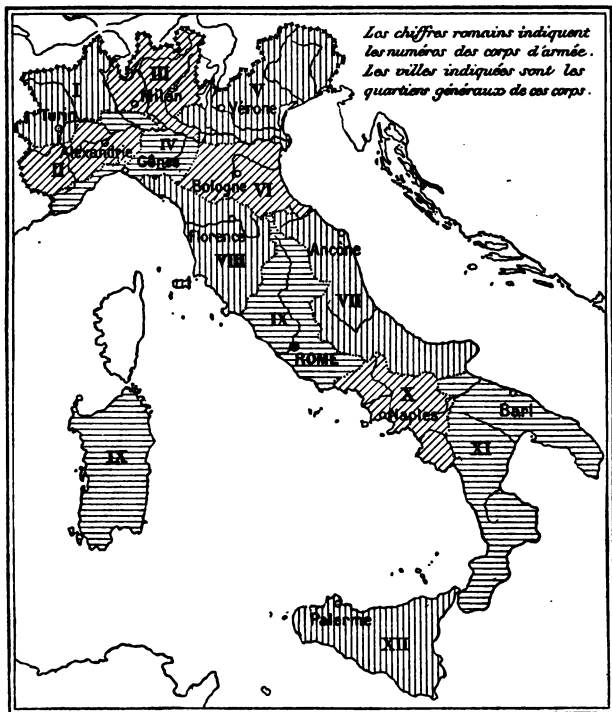 Les chiffres romains indiquent
les numéros des corps d'armée.
Les villes indiquées sont les
quartiers généraux de ces corps.
III
I
Milan
V
Vérone
Turin
Alexandrie
IV
II
Gênes
Bologne
VI
Florence
Ancône
VIII
VII
IX
ROME
X
Naples
Bari
IX
XI
Palerme
XII